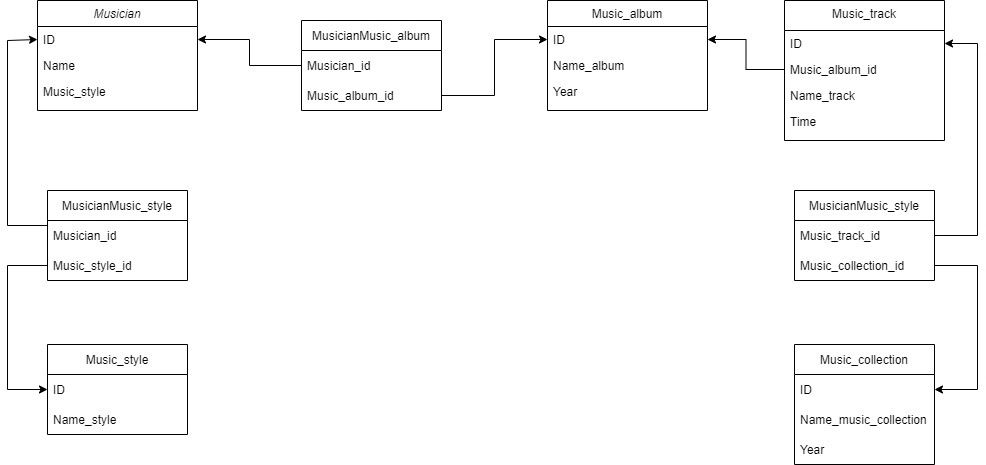 Musician
ID
Name
Music_style
MusicianMusic_album
Musician_id
Music_album_id
Music_album
ID
Name_album
Year
Music_track
ID
Music_album_id
Name_track
Time
MusicianMusic_style
Musician_id
Music_style_id
MusicianMusic_style
Music_track_id
Music_collection_id
Music_style
ID
Name_style
Music_collection
ID
Name_music_collection
Year